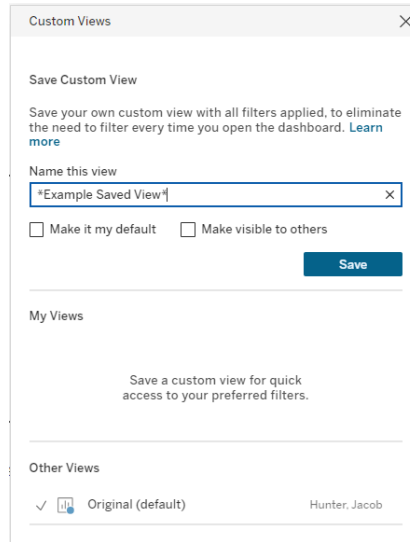 Custom Views
Save Custom View
Save your own custom view with all filters applied, to eliminate
the need to filter every time you open the dashboard. Learn
more
Name this view
*Example Saved View*
Make it my default Make visible to others
Save
My Views
Save a custom view for quick
access to your preferred filters.
Other Views
Original (default) Hunter, Jacob